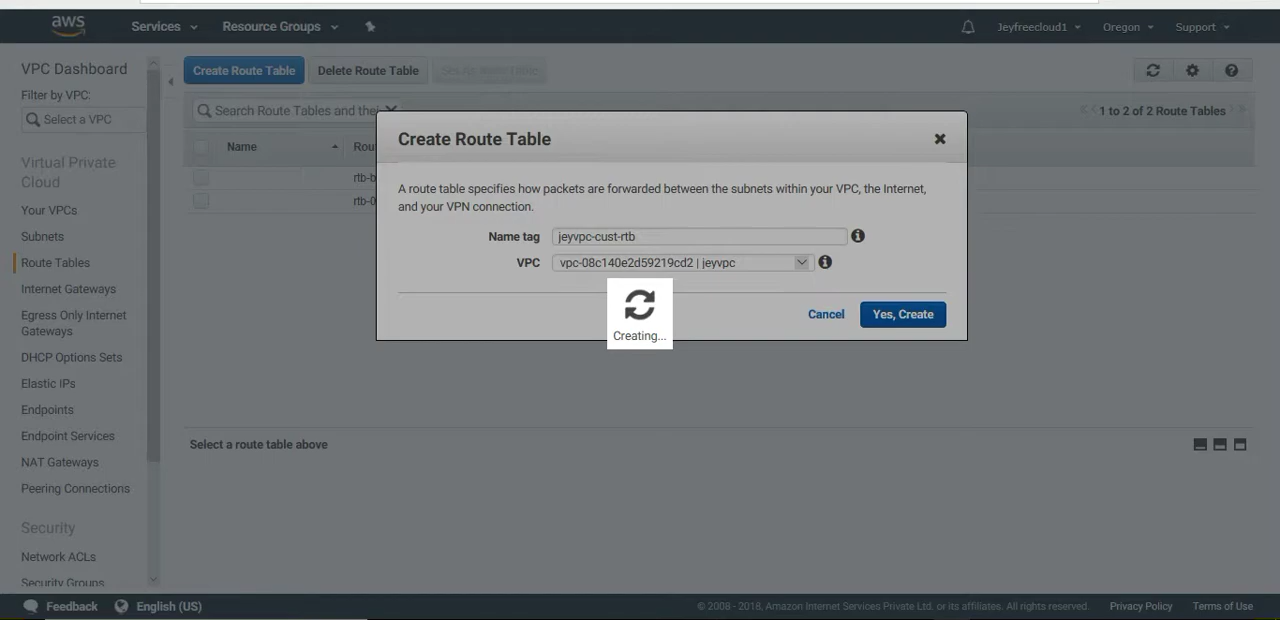 aws
Services
Resource Groups
Jeyfreecloud1
Oregon
Support
VPC Dashboard
Filter by VPC:
Select a VPC
Virtual Private
Cloud
Your VPCs
Subnets
Route Tables
Internet Gateways
Egress Only Internet
Gateways
DHCP Options Sets
Elastic IPs
Endpoints
Endpoint Services
NAT Gateways
Peering Connections
Security
Network ACLs
Security Groups
Create Route Table
Delete Route Table
Set As Main Table
Search Route Tables and thei
1 to 2 of 2 Route Tables
Name
Rou
rtb-b
rtb-0
Create Route Table
A route table specifies how packets are forwarded between the subnets within your VPC, the Internet,
and your VPN connection.
Name tag
jeyvpc-cust-rtb
VPC
vpc-08c140e2d59219cd2 | jeyvpc
Creating...
Cancel
Yes, Create
Select a route table above
Feedback
English (US)
© 2008 - 2018, Amazon Internet Services Private Ltd. or its affiliates. All rights reserved.
Privacy Policy
Terms of Use